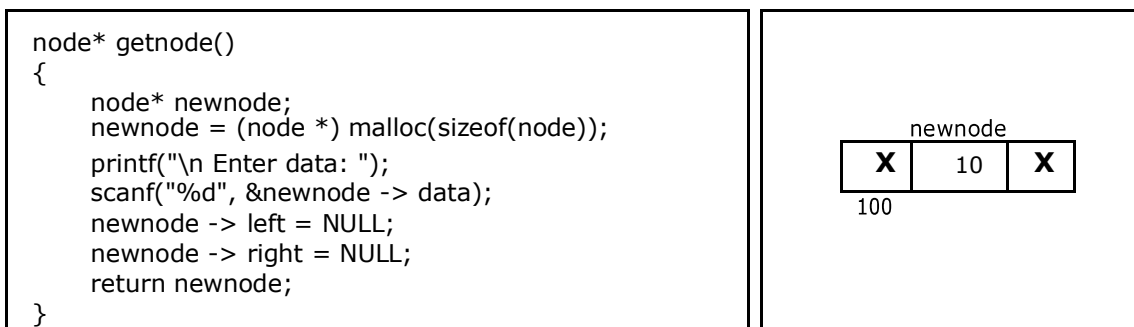 node* getnode()
{
node* newnode;
newnode = (node *) malloc(sizeof(node));
printf("\n Enter data: ");
scanf("%d", &newnode -> data);
newnode -> left = NULL;
newnode -> right = NULL;
return newnode;
}
newnode
X 10 X
100